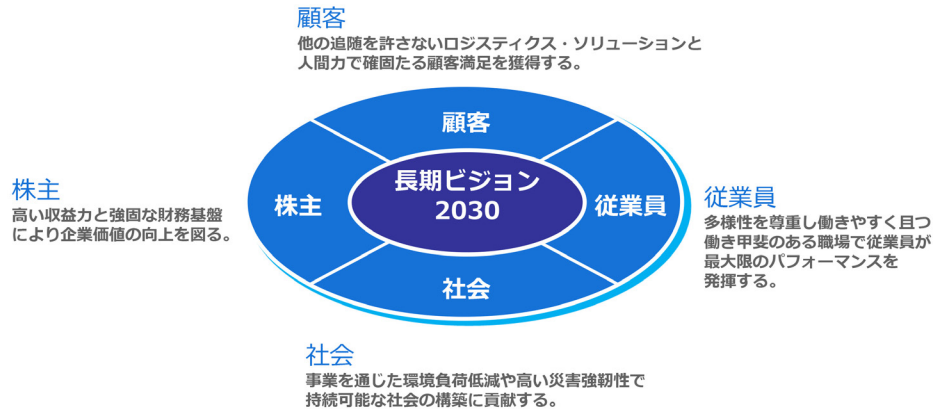 顧客
他の追随を許さないロジスティクス・ソリューションと
人間力で確固たる顧客満足を獲得する。
顧客
株主
高い収益力と強固な財務基盤
により企業価値の向上を図る。
株主
長期ビジョン
2030
従業員
従業員
多様性を尊重し働きやすく且つ
働き甲斐のある職場で従業員が
最大限のパフォーマンスを
発揮する。
社会
社会
事業を通じた環境負荷低減や高い災害強靭性で
持続可能な社会の構築に貢献する。